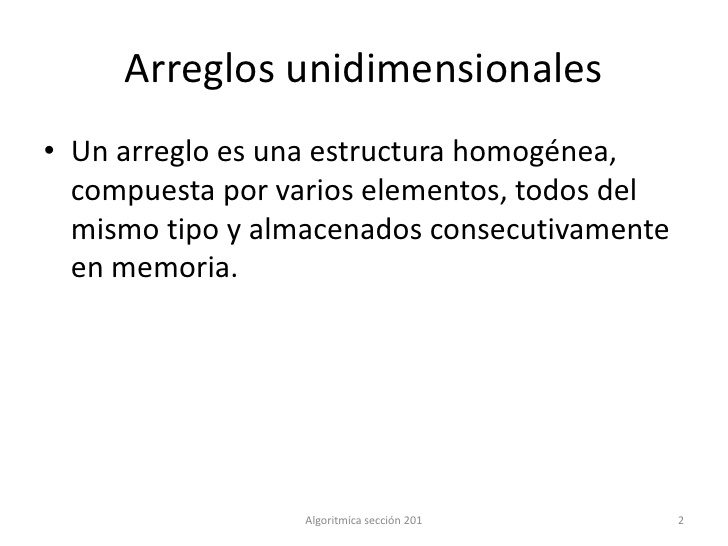 Arreglos unidimensionales
• Un arreglo es una estructura homogénea,
compuesta por varios elementos, todos del
mismo tipo y almacenados consecutivamente
en memoria.
Algoritmíca sección 201
2